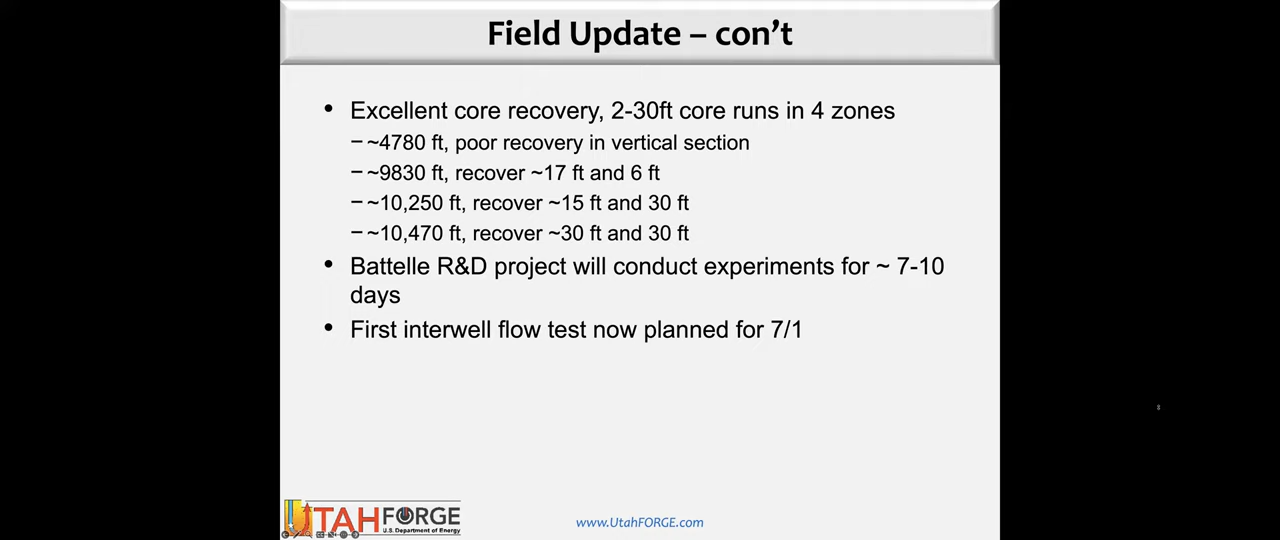 Field Update – con't
• Excellent core recovery, 2-30ft core runs in 4 zones
– ~4780 ft, poor recovery in vertical section
– ~9830 ft, recover ~17 ft and 6 ft
– ~10,250 ft, recover ~15 ft and 30 ft
– ~10,470 ft, recover ~30 ft and 30 ft
• Battelle R&D project will conduct experiments for ~ 7-10
days
• First interwell flow test now planned for 7/1
UTAH FORGE
U.S. Department of Energy
www.UtahFORGE.com